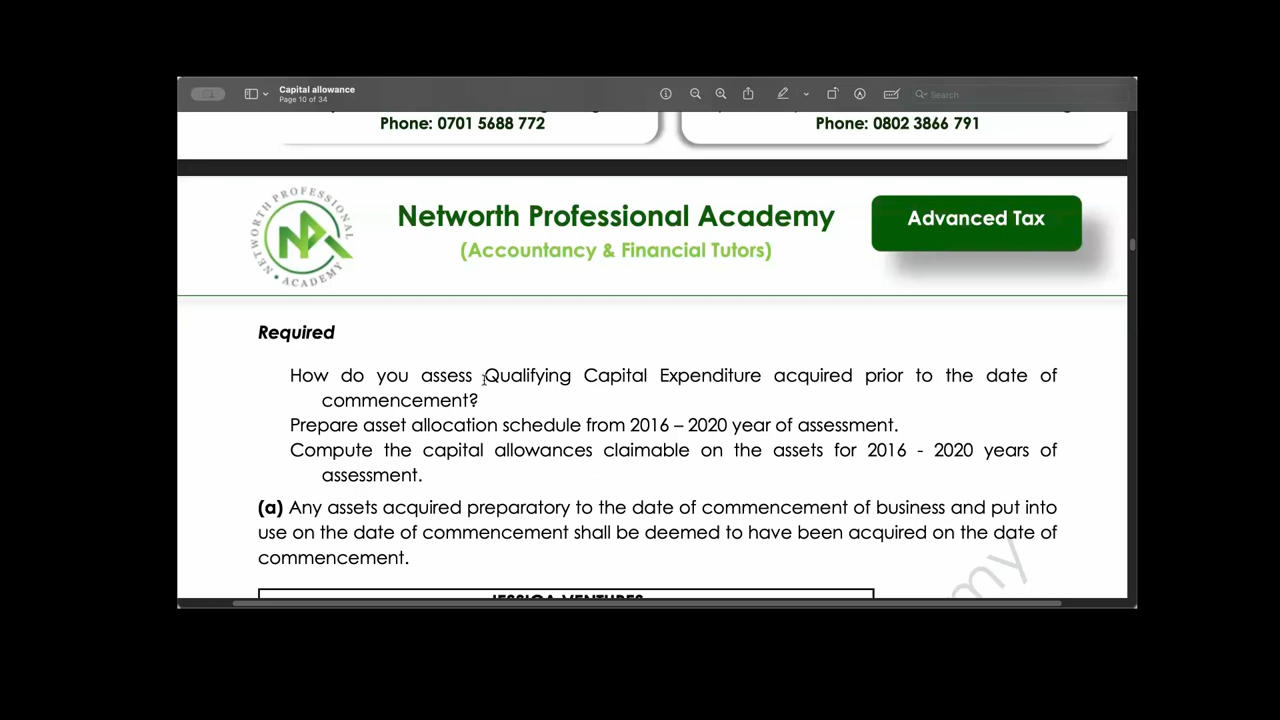 Capital allowance
Page 10 of 34
Search
Phone: 0701 5688 772
Phone: 0802 3866 791
NETWORTH PROFESSIONAL ACADEMY
Networth Professional Academy
(Accountancy & Financial Tutors)
Advanced Tax
Required
How do you assess Qualifying Capital Expenditure acquired prior to the date of
commencement?
Prepare asset allocation schedule from 2016 – 2020 year of assessment.
Compute the capital allowances claimable on the assets for 2016 - 2020 years of
assessment.
(a) Any assets acquired preparatory to the date of commencement of business and put into
use on the date of commencement shall be deemed to have been acquired on the date of
commencement.
JESSICA VENTURES